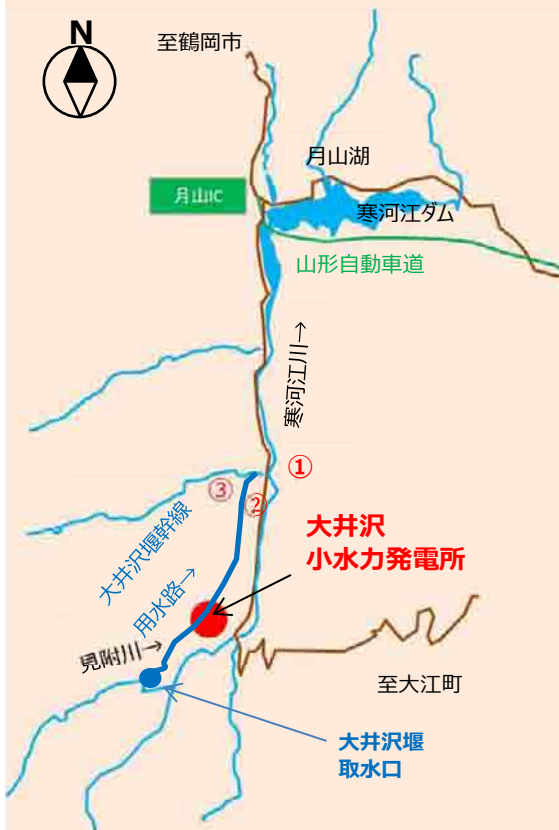 N
至鶴岡市
月山湖
月山IC
寒河江ダム
山形自動車道
寒河江川→
①
③
②
大井沢堰幹線
用水路→
大井沢
小水力発電所
見附川→
至大江町
大井沢堰
取水口